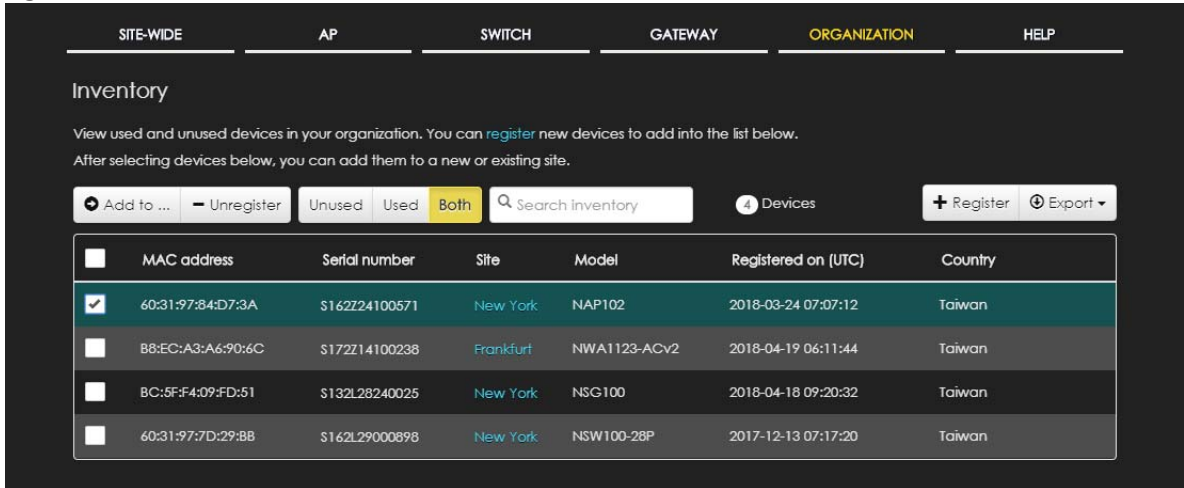 SITE-WIDE AP SWITCH GATEWAY ORGANIZATION HELP
Inventory
View used and unused devices in your organization. You can register new devices to add into the list below.
After selecting devices below, you can add them to a new or existing site.
Add to ... Unregister Unused Used Both Search inventory 4 Devices Register Export
MAC address Serial number Site Model Registered on (UTC) Country
60:31:97:84:D7:3A S162Z24100571 New York NAP102 2018-03-24 07:07:12 Taiwan
B8:EC:A3:A6:90:6C S172Z14100238 Frankfurt NWA1123-ACv2 2018-04-19 06:11:44 Taiwan
BC:5F:F4:09:FD:51 S132L28240025 New York NSG100 2018-04-18 09:20:32 Taiwan
60:31:97:7D:29:BB S162L29000898 New York NSW100-28P 2017-12-13 07:17:20 Taiwan